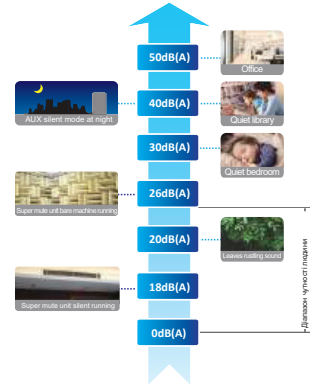 50dB(A)
Office
40dB(A)
AUX silent mode at night
Quiet library
30dB(A)
Quiet bedroom
26dB(A)
Super mute unit bare machine running
20dB(A)
Leaves rustling sound
18dB(A)
Super mute unit silent running
0dB(A)
Діапазон чутності людини